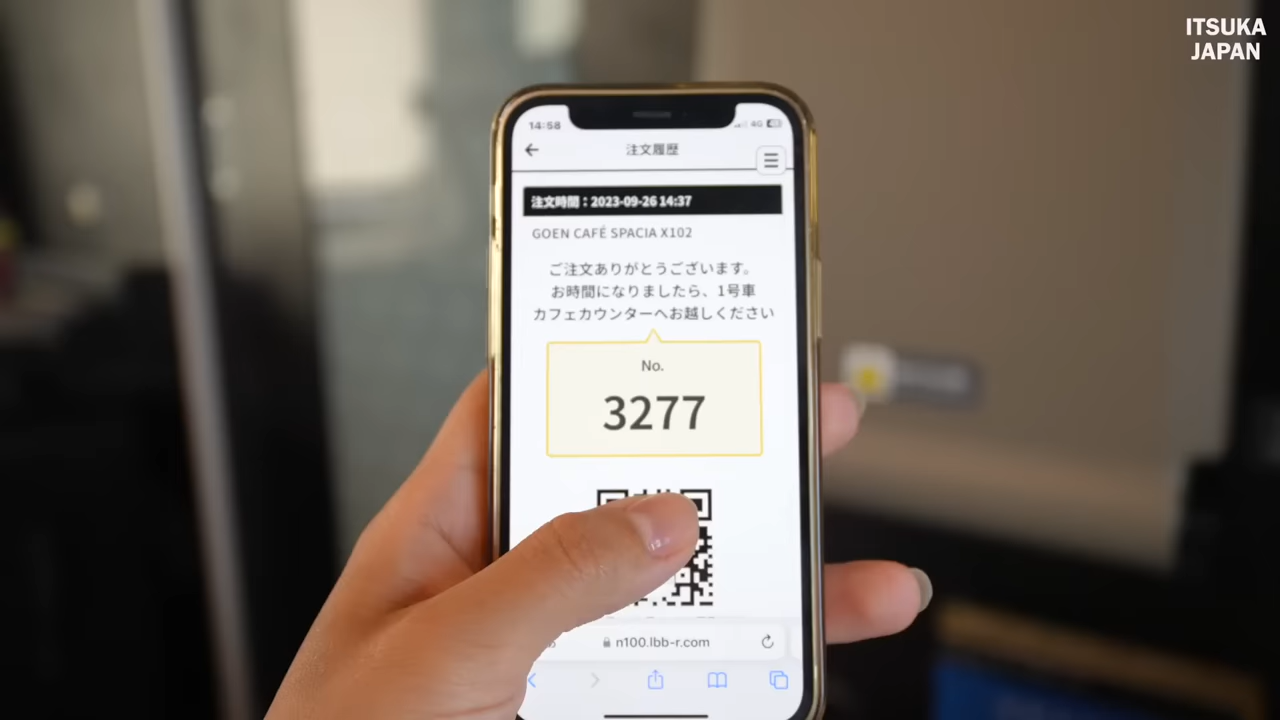 ITSUKA
JAPAN
14:58
4G
注文履歴
注文時間：2023-09-26 14:37
GOEN CAFÉ SPACIA X102
ご注文ありがとうございます。
お時間になりましたら、1号車
カフェカウンターへお越しください
No.
3277
n100.lbb-r.com